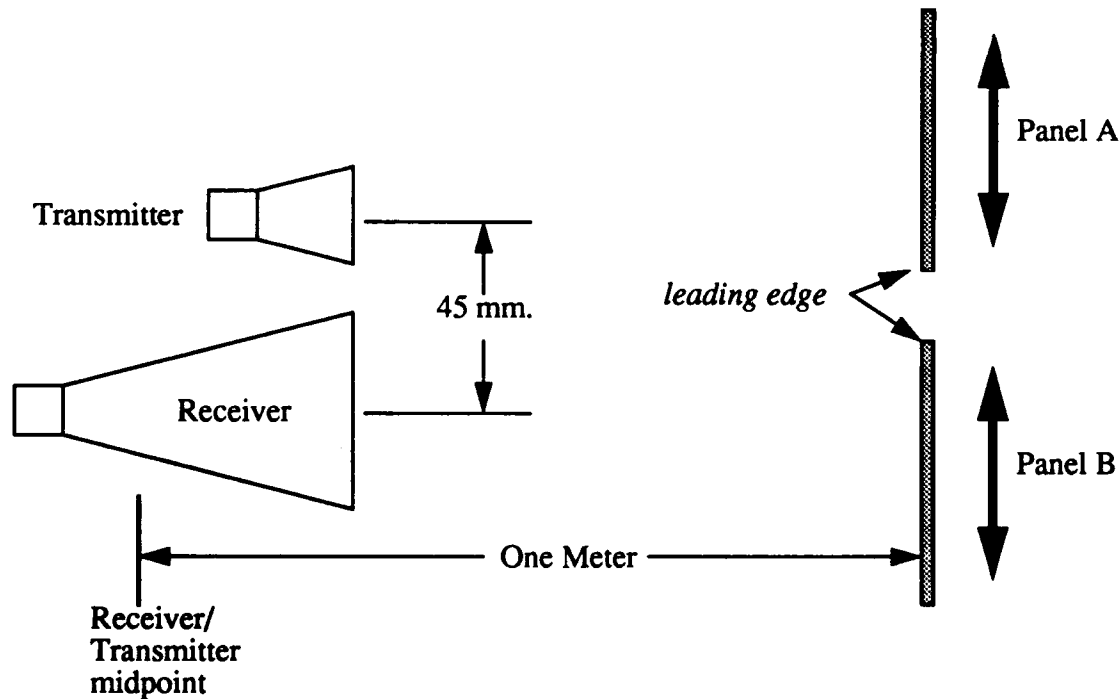 Panel A
Transmitter
leading edge
45 mm.
Receiver
Panel B
One Meter
Receiver/
Transmitter
midpoint